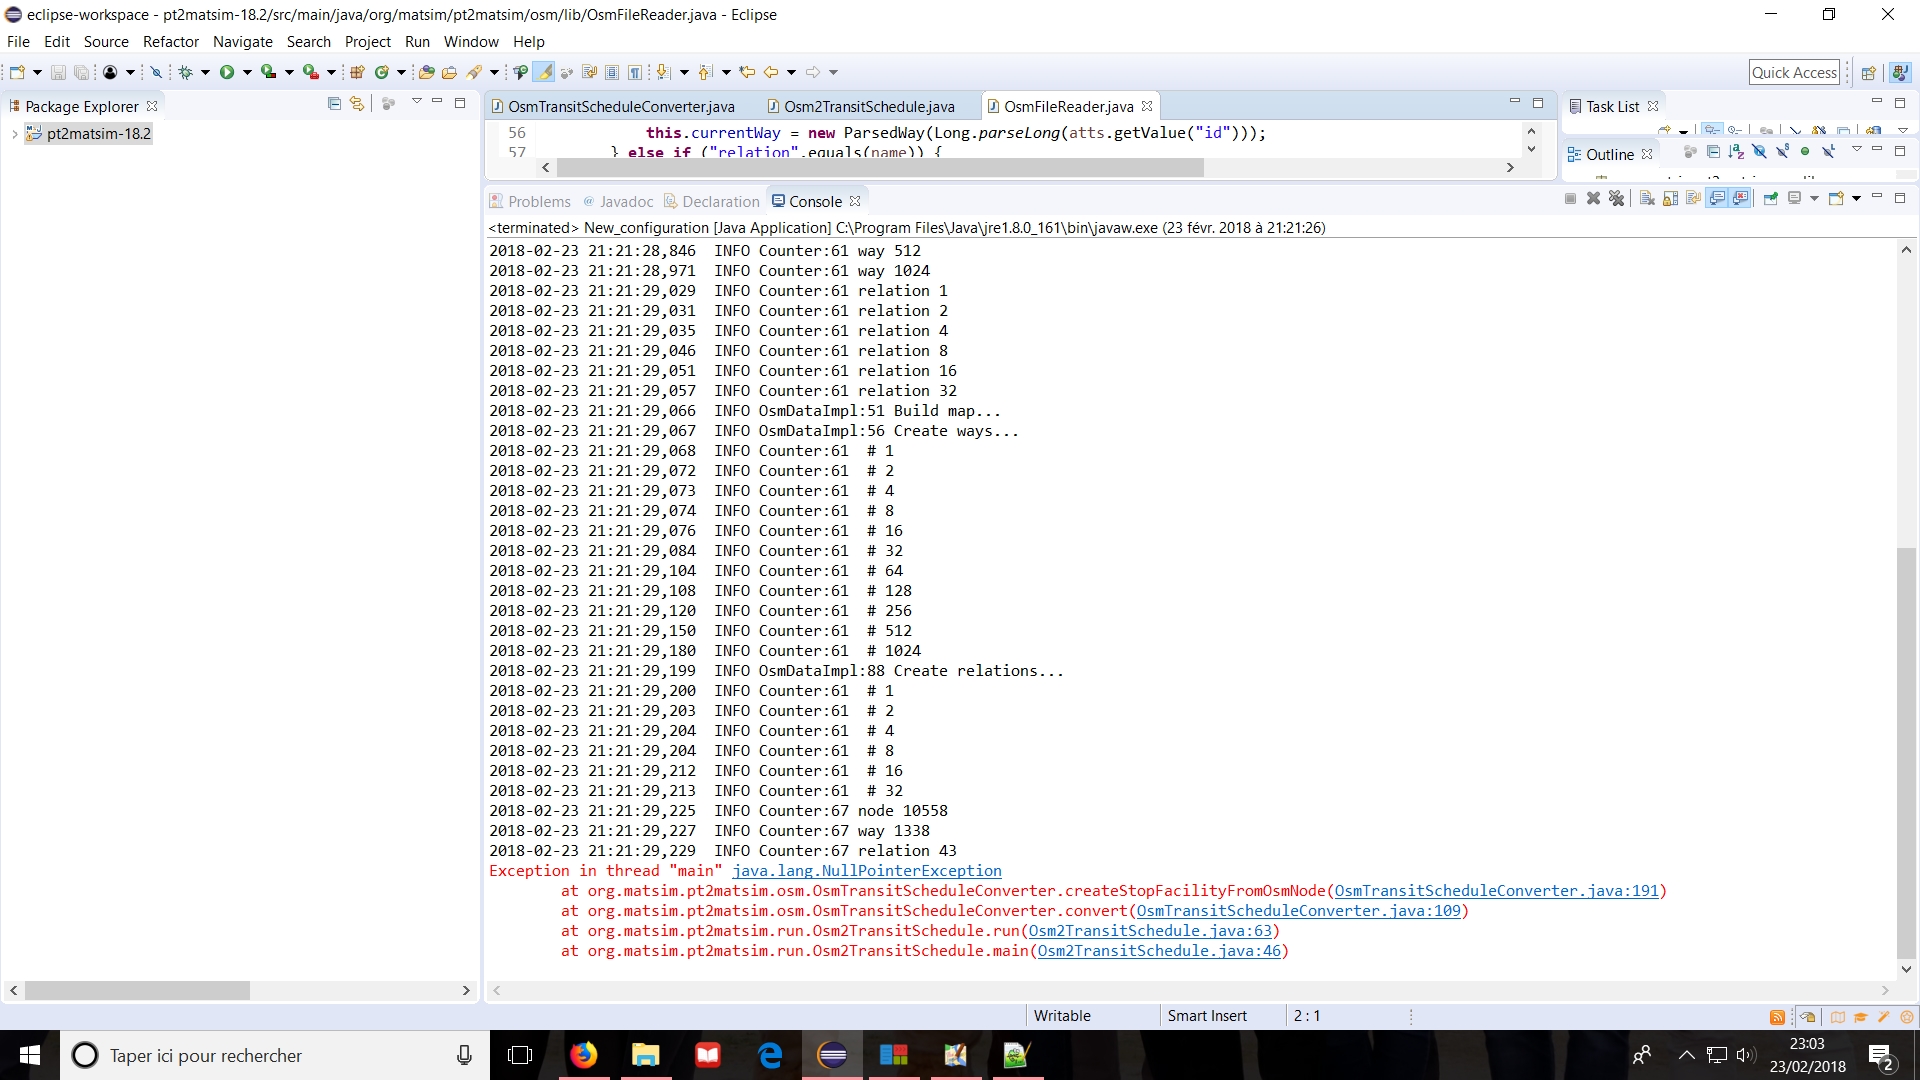 eclipse-workspace - pt2matsim-18.2/src/main/java/org/matsim/pt2matsim/osm/lib/OsmFileReader.java - Eclipse
File Edit Source Refactor Navigate Search Project Run Window Help
Quick Access
Package Explorer
pt2matsim-18.2
OsmTransitScheduleConverter.java Osm2TransitSchedule.java OsmFileReader.java
56 this.currentWay = new ParsedWay(Long.parseLong(atts.getValue("id")));
57 } else if ("relation".equals(name)) {
Task List
Outline
Problems @ Javadoc Declaration Console
<terminated> New_configuration [Java Application] C:\Program Files\Java\jre1.8.0_161\bin\javaw.exe (23 févr. 2018 à 21:21:26)
2018-02-23 21:21:28,846 INFO Counter:61 way 512
2018-02-23 21:21:28,971 INFO Counter:61 way 1024
2018-02-23 21:21:29,029 INFO Counter:61 relation 1
2018-02-23 21:21:29,031 INFO Counter:61 relation 2
2018-02-23 21:21:29,035 INFO Counter:61 relation 4
2018-02-23 21:21:29,046 INFO Counter:61 relation 8
2018-02-23 21:21:29,051 INFO Counter:61 relation 16
2018-02-23 21:21:29,057 INFO Counter:61 relation 32
2018-02-23 21:21:29,066 INFO OsmDataImpl:51 Build map...
2018-02-23 21:21:29,067 INFO OsmDataImpl:56 Create ways...
2018-02-23 21:21:29,068 INFO Counter:61 # 1
2018-02-23 21:21:29,072 INFO Counter:61 # 2
2018-02-23 21:21:29,073 INFO Counter:61 # 4
2018-02-23 21:21:29,074 INFO Counter:61 # 8
2018-02-23 21:21:29,076 INFO Counter:61 # 16
2018-02-23 21:21:29,084 INFO Counter:61 # 32
2018-02-23 21:21:29,104 INFO Counter:61 # 64
2018-02-23 21:21:29,108 INFO Counter:61 # 128
2018-02-23 21:21:29,120 INFO Counter:61 # 256
2018-02-23 21:21:29,150 INFO Counter:61 # 512
2018-02-23 21:21:29,180 INFO Counter:61 # 1024
2018-02-23 21:21:29,199 INFO OsmDataImpl:88 Create relations...
2018-02-23 21:21:29,200 INFO Counter:61 # 1
2018-02-23 21:21:29,203 INFO Counter:61 # 2
2018-02-23 21:21:29,204 INFO Counter:61 # 4
2018-02-23 21:21:29,204 INFO Counter:61 # 8
2018-02-23 21:21:29,212 INFO Counter:61 # 16
2018-02-23 21:21:29,213 INFO Counter:61 # 32
2018-02-23 21:21:29,225 INFO Counter:67 node 10558
2018-02-23 21:21:29,227 INFO Counter:67 way 1338
2018-02-23 21:21:29,229 INFO Counter:67 relation 43
Exception in thread "main" java.lang.NullPointerException
at org.matsim.pt2matsim.osm.OsmTransitScheduleConverter.createStopFacilityFromOsmNode(OsmTransitScheduleConverter.java:191)
at org.matsim.pt2matsim.osm.OsmTransitScheduleConverter.convert(OsmTransitScheduleConverter.java:109)
at org.matsim.pt2matsim.run.Osm2TransitSchedule.run(Osm2TransitSchedule.java:63)
at org.matsim.pt2matsim.run.Osm2TransitSchedule.main(Osm2TransitSchedule.java:46)
Writable Smart Insert 2 : 1
Taper ici pour rechercher
23:03
23/02/2018
2